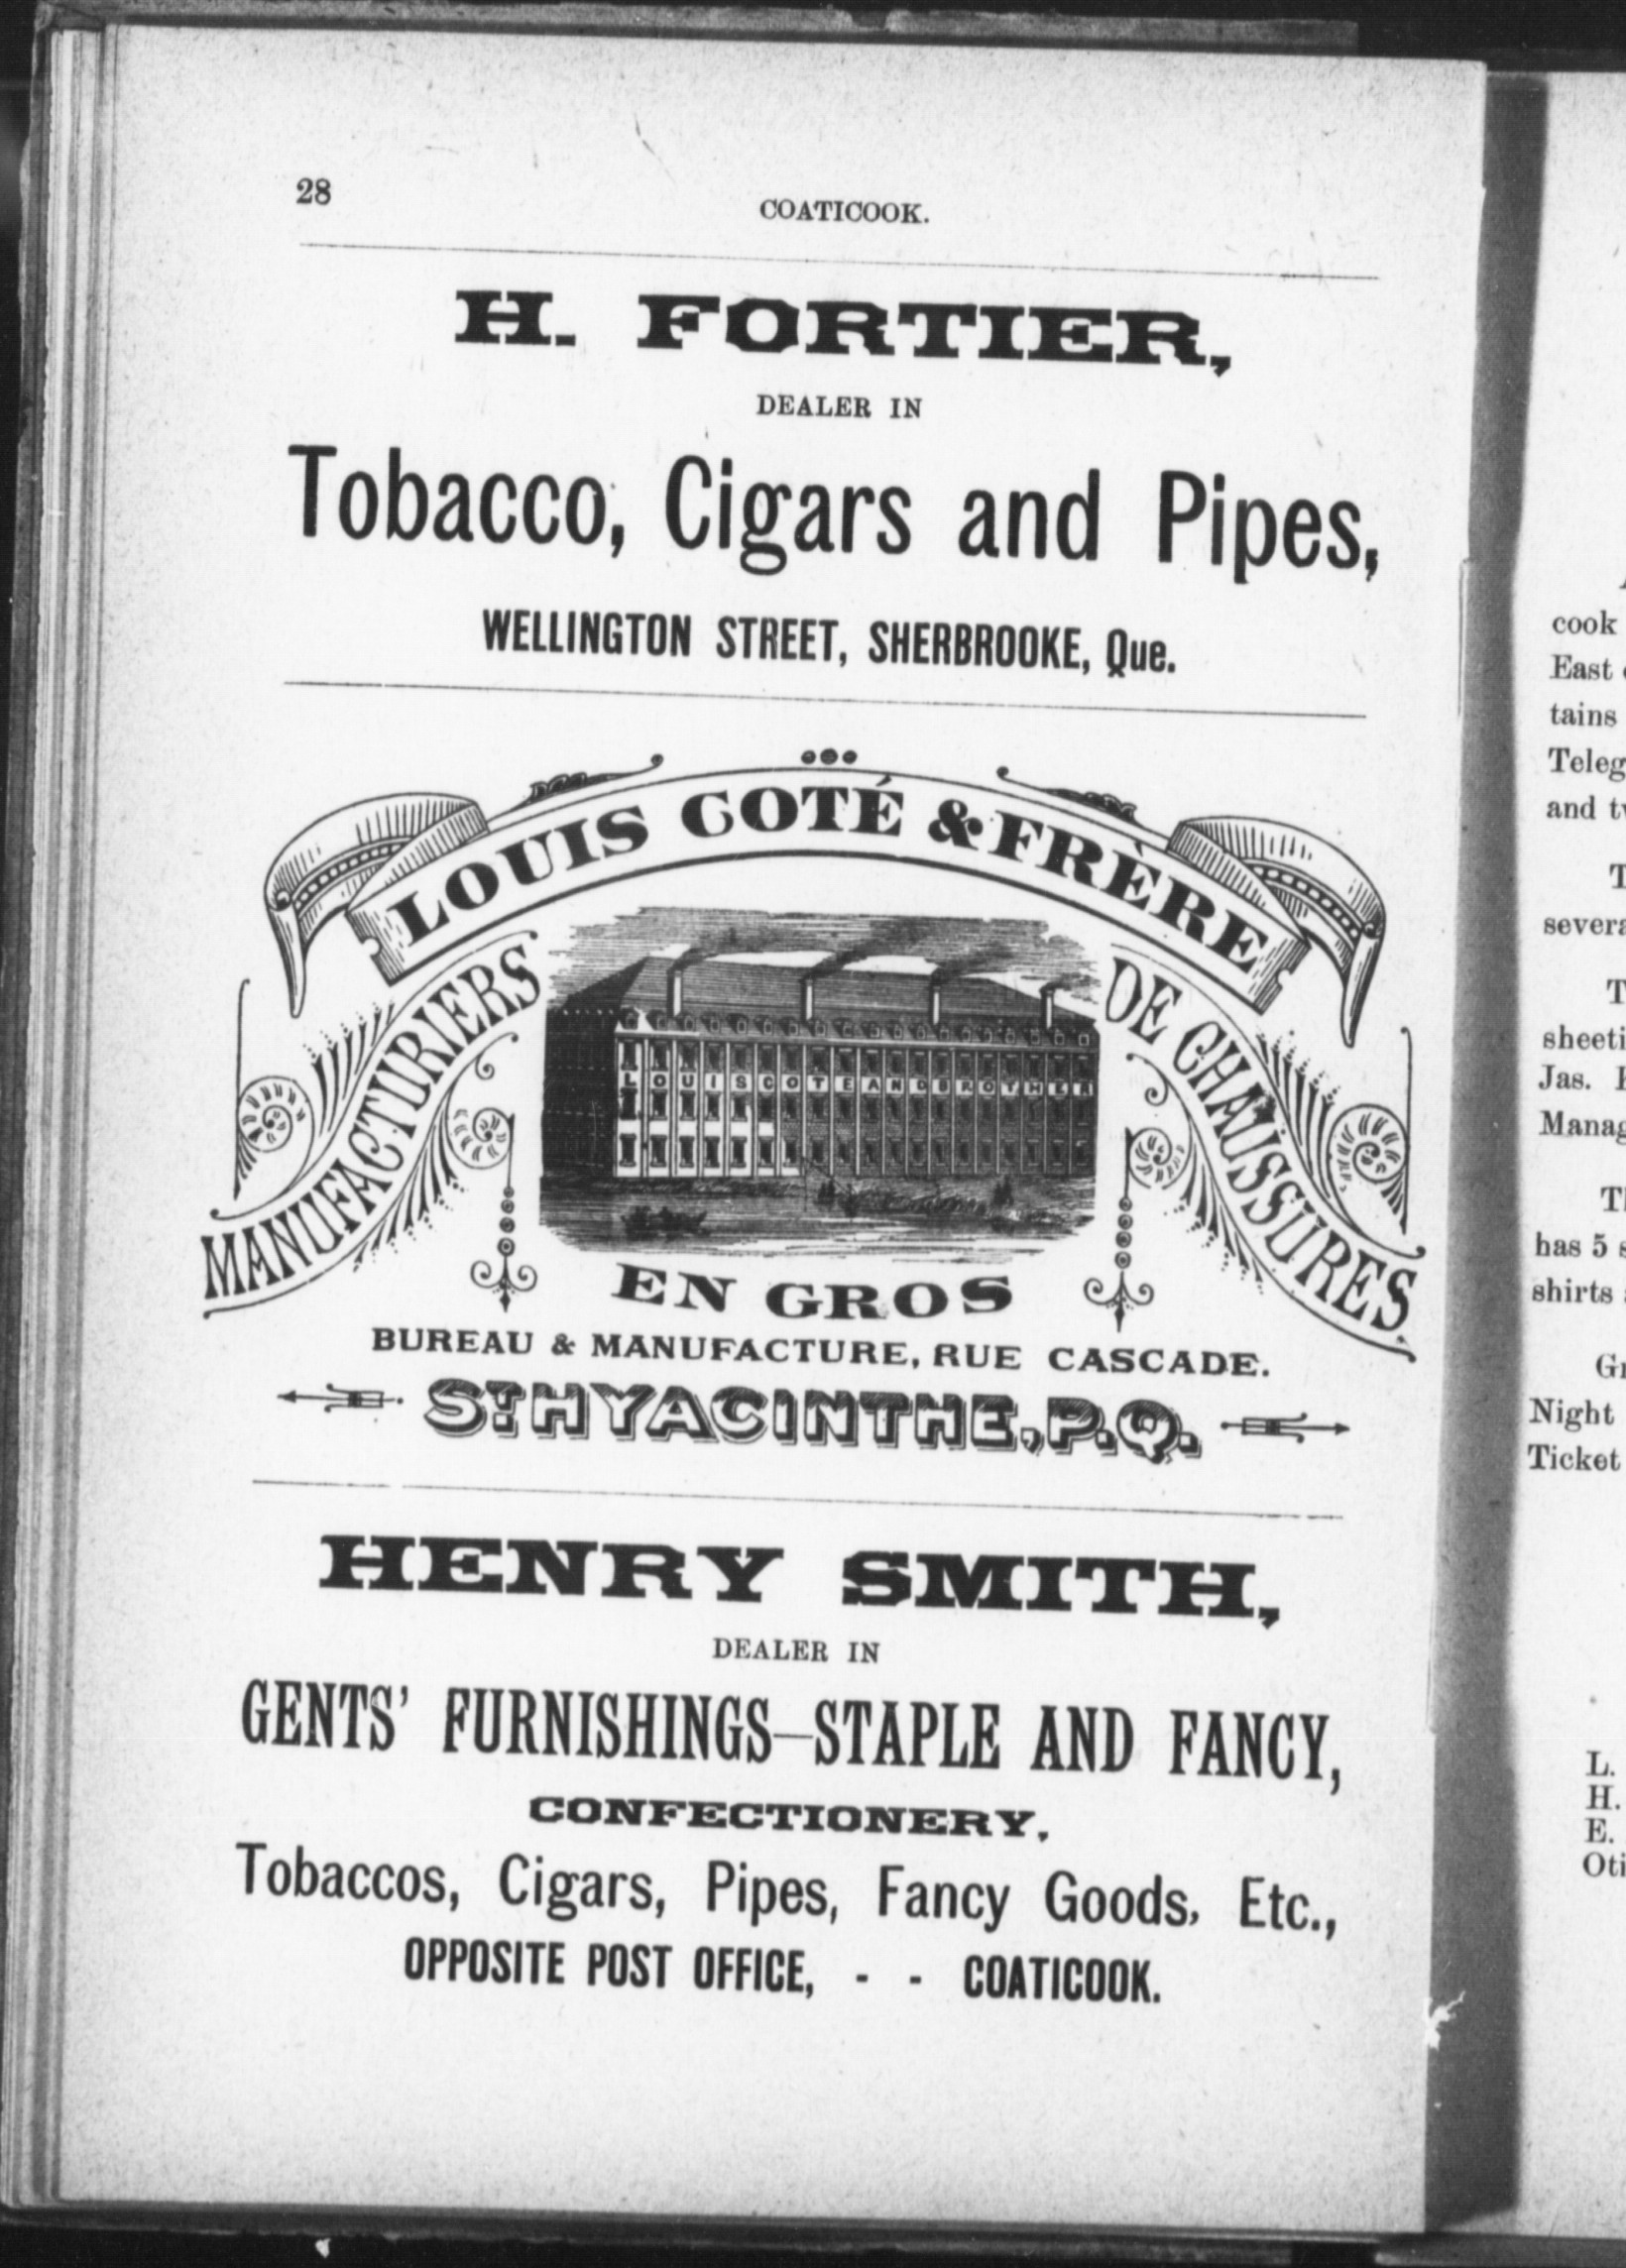 28
COATICOOK.
H. FORTIER,
DEALER IN
Tobacco, Cigars and Pipes,
WELLINGTON STREET, SHERBROOKE, Que.
LOUIS COTÉ & FRÈRE
MANUFACTURIERS DE CHAUSSURES
LOUIS COTE AND BROTHER
EN GROS
BUREAU & MANUFACTURE, RUE CASCADE.
ST HYACINTHE, P.Q.
HENRY SMITH,
DEALER IN
GENTS' FURNISHINGS—STAPLE AND FANCY,
CONFECTIONERY,
Tobaccos, Cigars, Pipes, Fancy Goods, Etc.,
OPPOSITE POST OFFICE, - - COATICOOK.
cook
East
tains
Teleg
and
sheeti
Jas.
Manag
has 5
shirts
Night
Ticket
L.
H.
E.
Oti